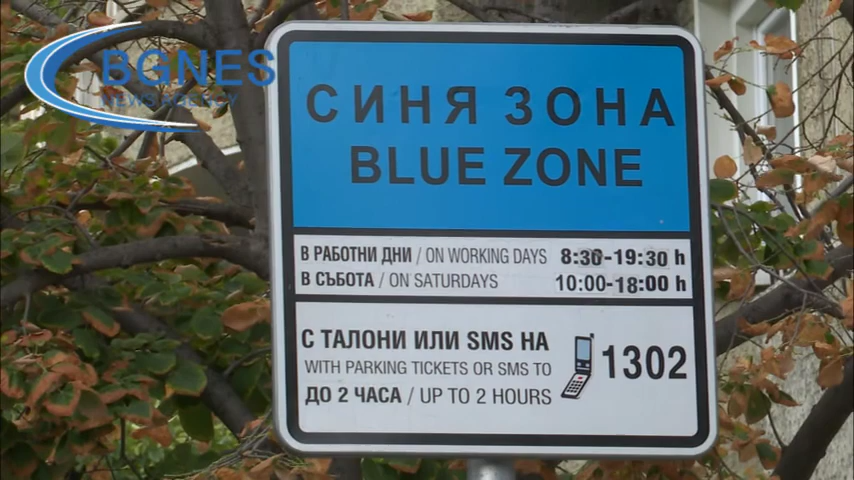 BGNES
NEWS AGENCY
СИНЯ ЗОНА
BLUE ZONE
В РАБОТНИ ДНИ / ON WORKING DAYS 8:30-19:30 h
В СЪБОТА / ON SATURDAYS 10:00-18:00 h
С ТАЛОНИ ИЛИ SMS НА
WITH PARKING TICKETS OR SMS TO
1302
ДО 2 ЧАСА / UP TO 2 HOURS